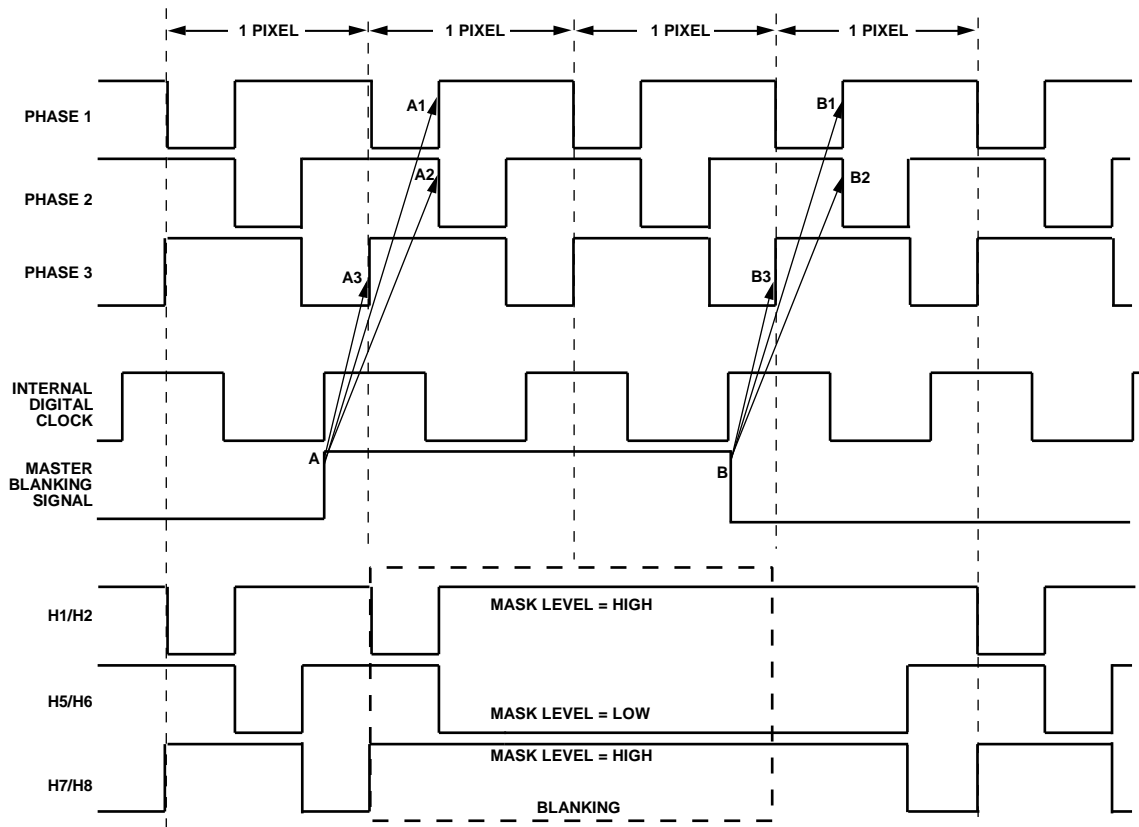 1 PIXEL 1 PIXEL 1 PIXEL 1 PIXEL
PHASE 1
A1
B1
PHASE 2
A2
B2
PHASE 3
A3
B3
INTERNAL
DIGITAL
CLOCK
MASTER
BLANKING
SIGNAL
A
B
H1/H2
MASK LEVEL = HIGH
H5/H6
MASK LEVEL = LOW
MASK LEVEL = HIGH
H7/H8
BLANKING